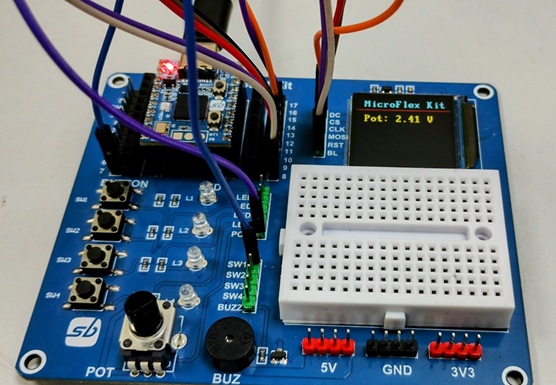 MicroFlex Kit
Pot: 2.41 V
Kit
17
16
15
14
13
12
11
10
9
8
DC
CS
CLK
MOSI
RST
BL
7
SW1
SW2
SW3
SW4
L1
L2
L3
SW1
SW2
SW3
SW4
BUZZ
sb
POT
BUZ
5V
GND
3V3